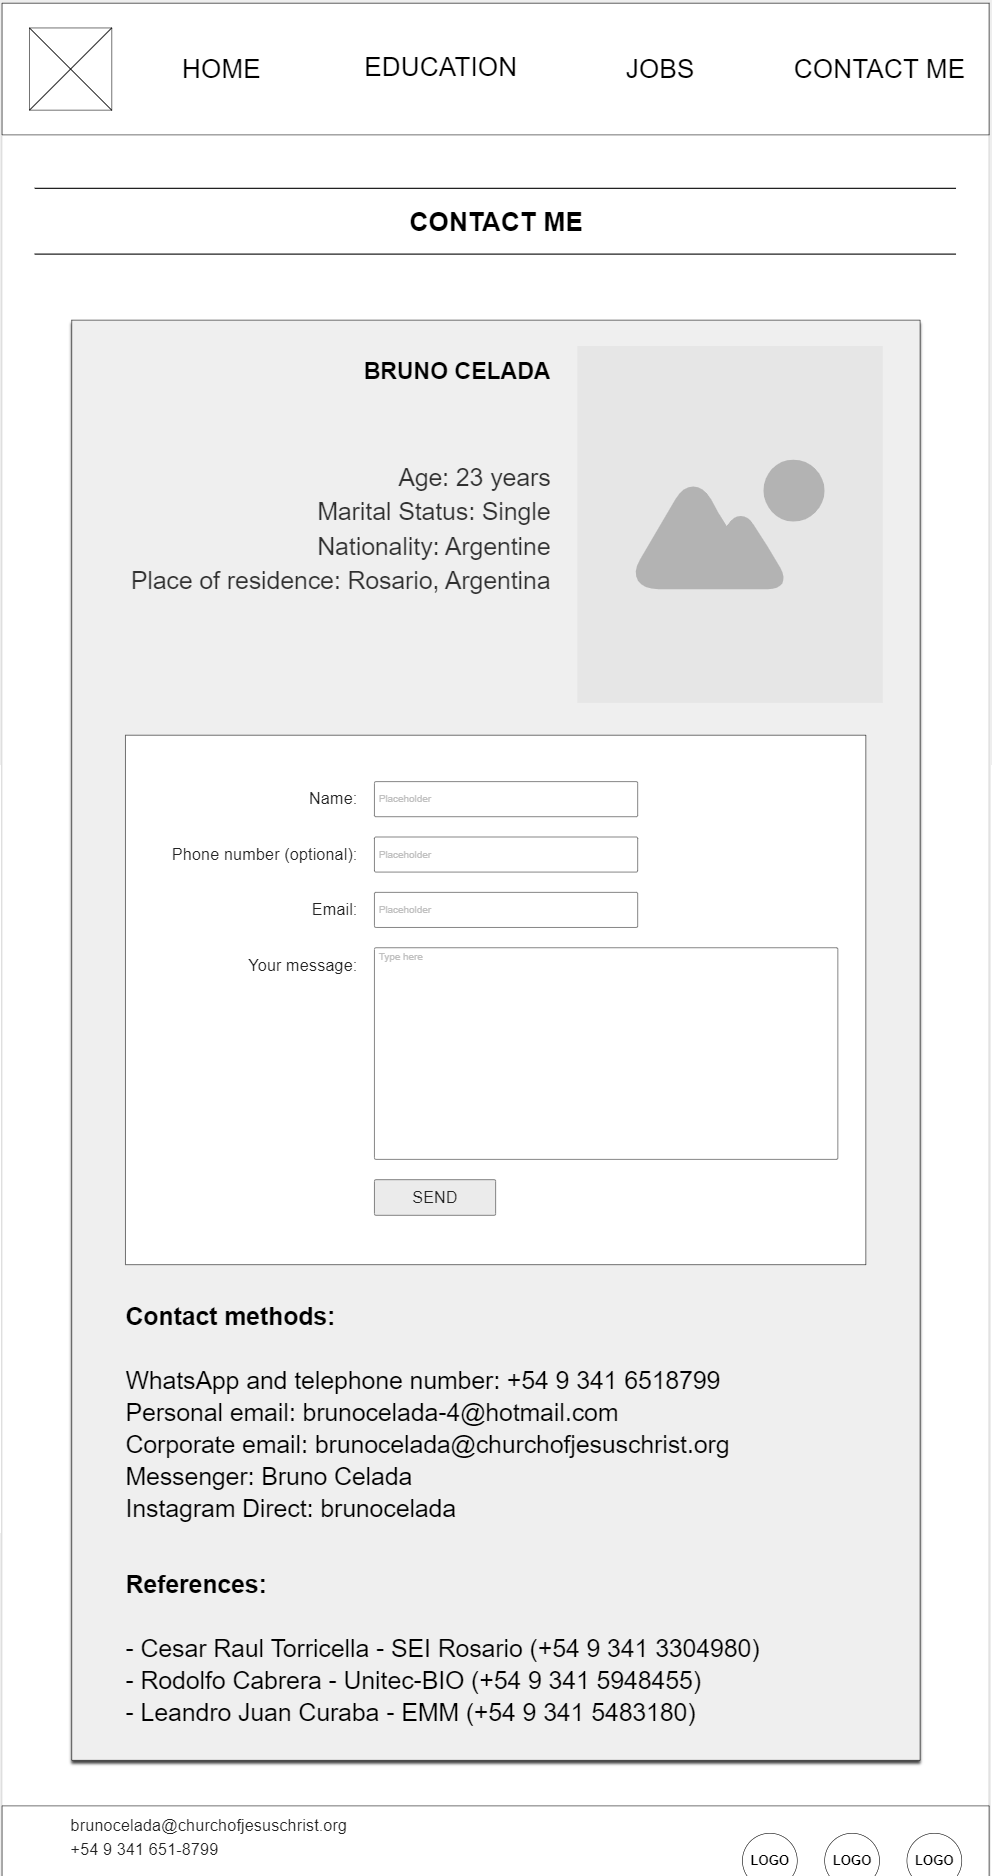 HOME EDUCATION JOBS CONTACT ME
CONTACT ME
BRUNO CELADA
Age: 23 years
Marital Status: Single
Nationality: Argentine
Place of residence: Rosario, Argentina
Name: Placeholder
Phone number (optional): Placeholder
Email: Placeholder
Your message: Type here
SEND
Contact methods:
WhatsApp and telephone number: +54 9 341 6518799
Personal email: brunocelada-4@hotmail.com
Corporate email: brunocelada@churchofjesuschrist.org
Messenger: Bruno Celada
Instagram Direct: brunocelada
References:
- Cesar Raul Torricella - SEI Rosario (+54 9 341 3304980)
- Rodolfo Cabrera - Unitec-BIO (+54 9 341 5948455)
- Leandro Juan Curaba - EMM (+54 9 341 5483180)
brunocelada@churchofjesuschrist.org
+54 9 341 651-8799
LOGO LOGO LOGO